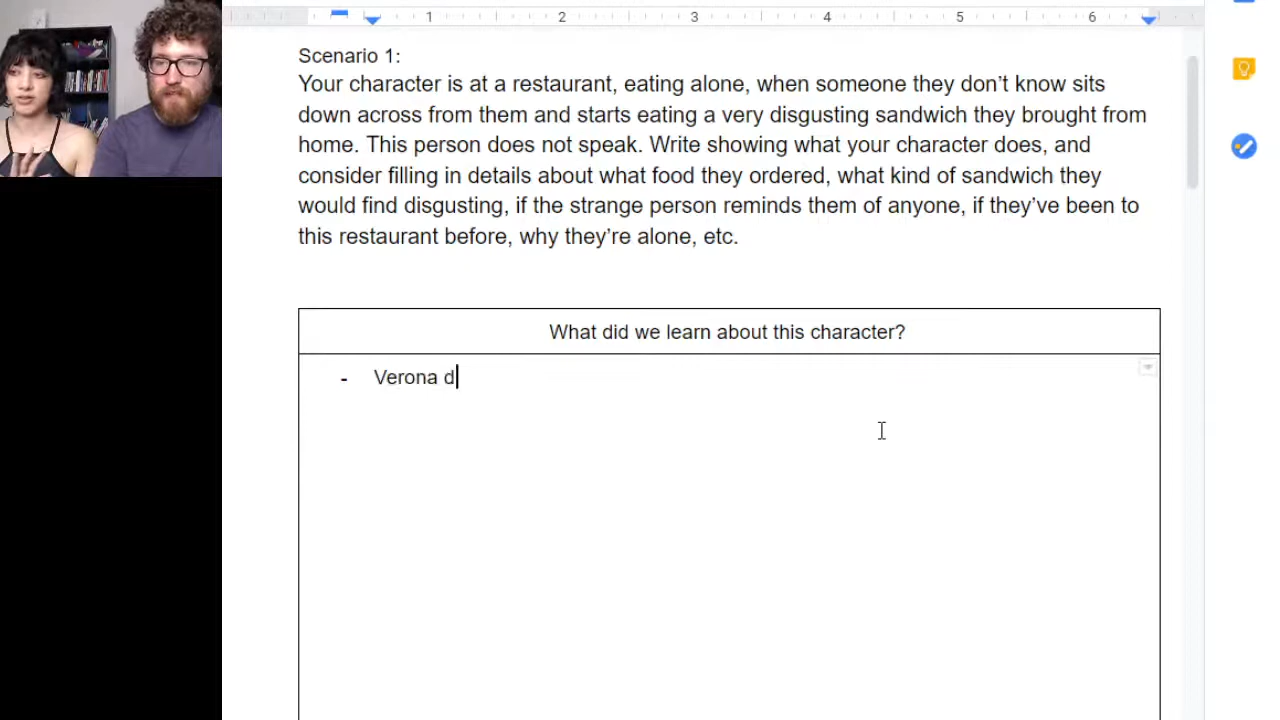 1 2 3 4 5 6
Scenario 1:
Your character is at a restaurant, eating alone, when someone they don’t know sits
down across from them and starts eating a very disgusting sandwich they brought from
home. This person does not speak. Write showing what your character does, and
consider filling in details about what food they ordered, what kind of sandwich they
would find disgusting, if the strange person reminds them of anyone, if they’ve been to
this restaurant before, why they’re alone, etc.
What did we learn about this character?
- Verona d